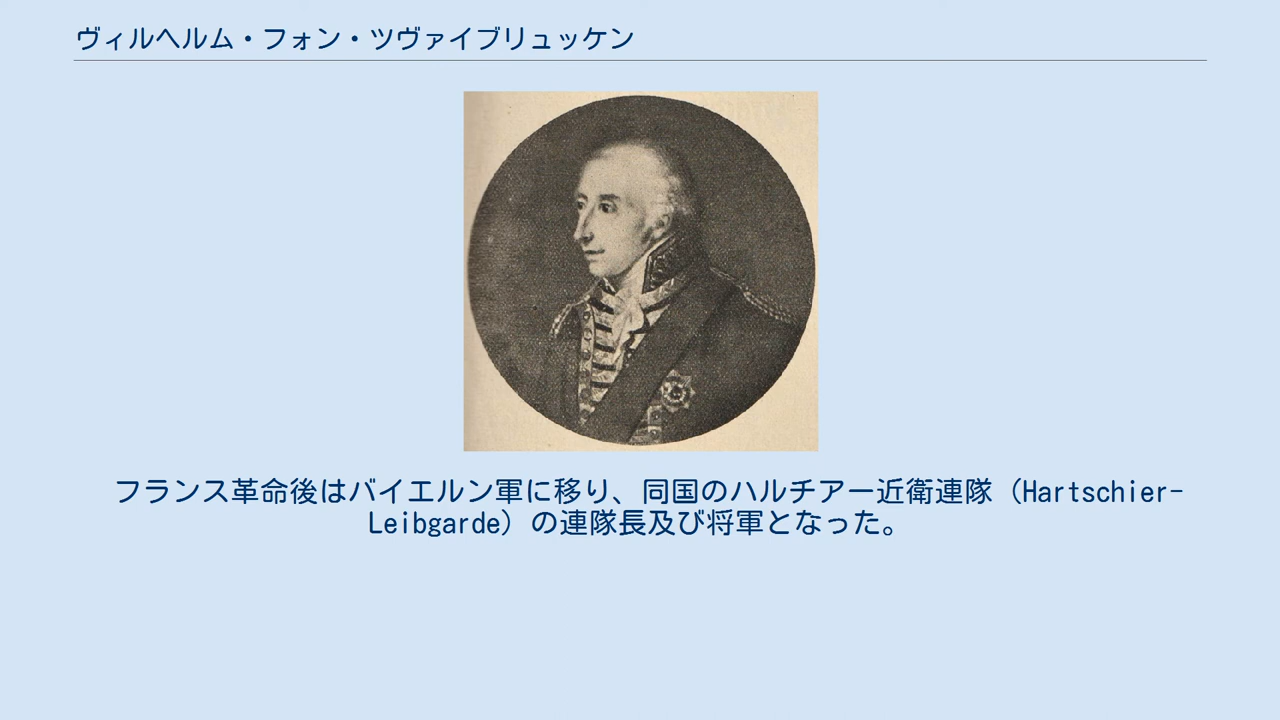 ヴィルヘルム・フォン・ツヴァイブリュッケン
フランス革命後はバイエルン軍に移り、同国のハルチアー近衛連隊（Hartschier-
Leibgarde）の連隊長及び将軍となった。